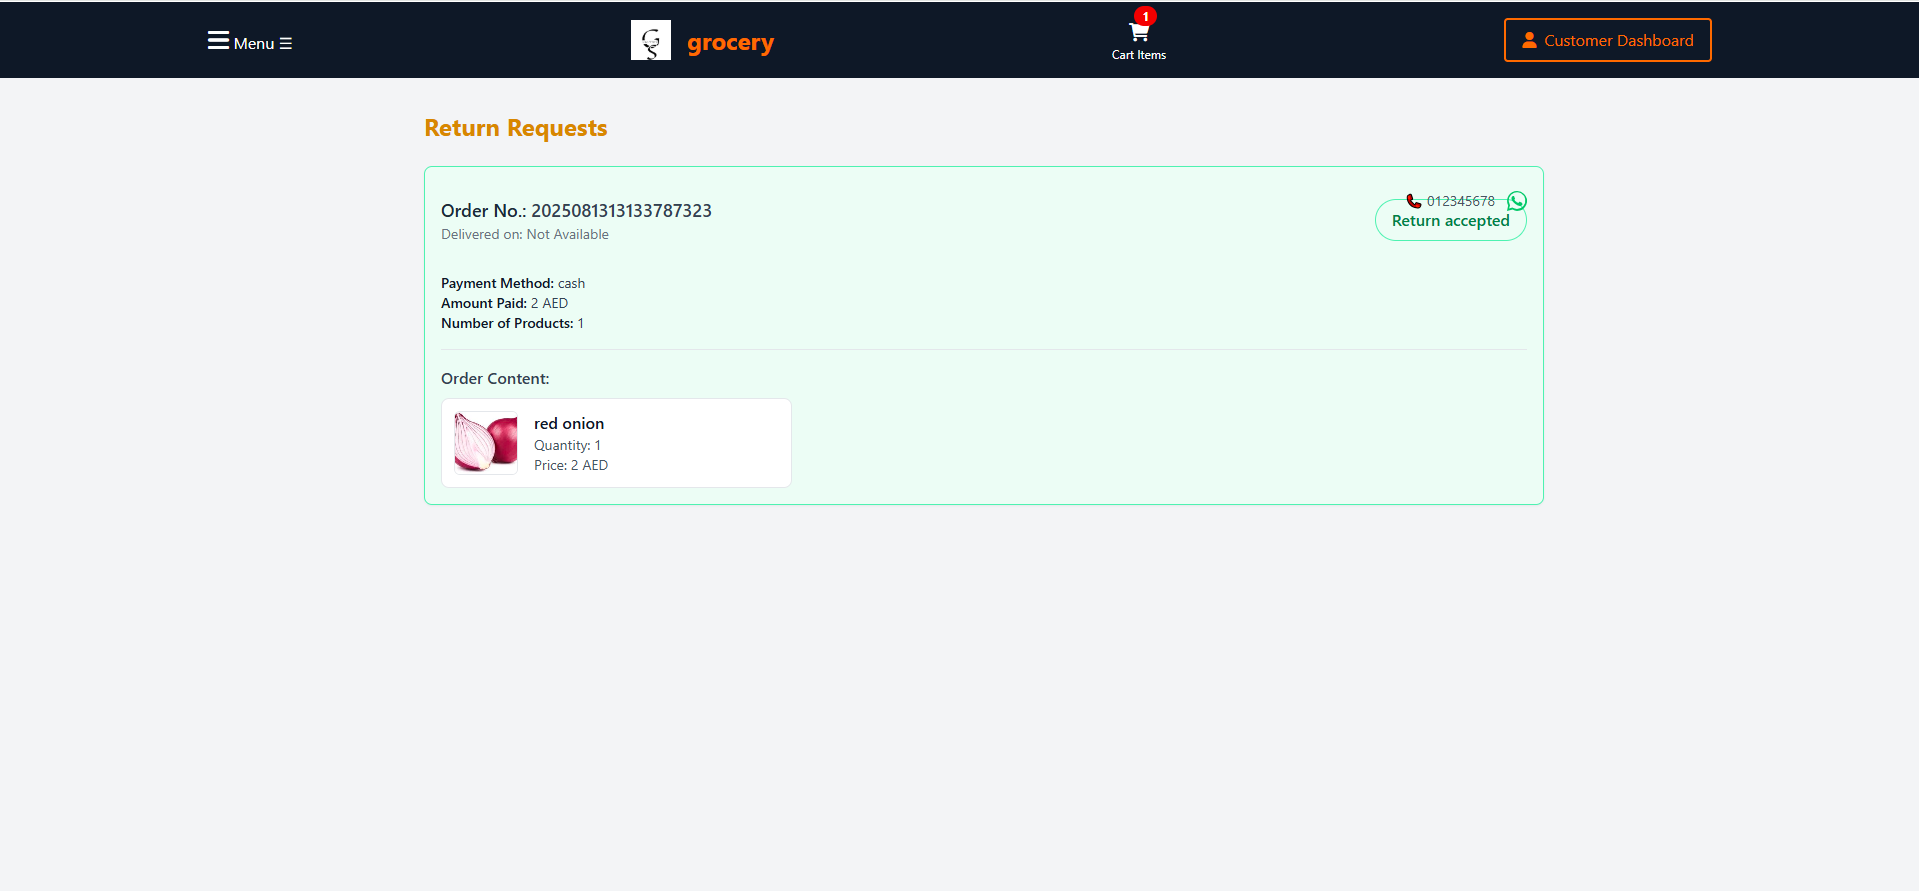 Menu ☰
GS
grocery
1
Cart Items
Customer Dashboard
Return Requests
Order No.: 2025081313133787323
Delivered on: Not Available
012345678
Return accepted
Payment Method: cash
Amount Paid: 2 AED
Number of Products: 1
Order Content:
red onion
Quantity: 1
Price: 2 AED